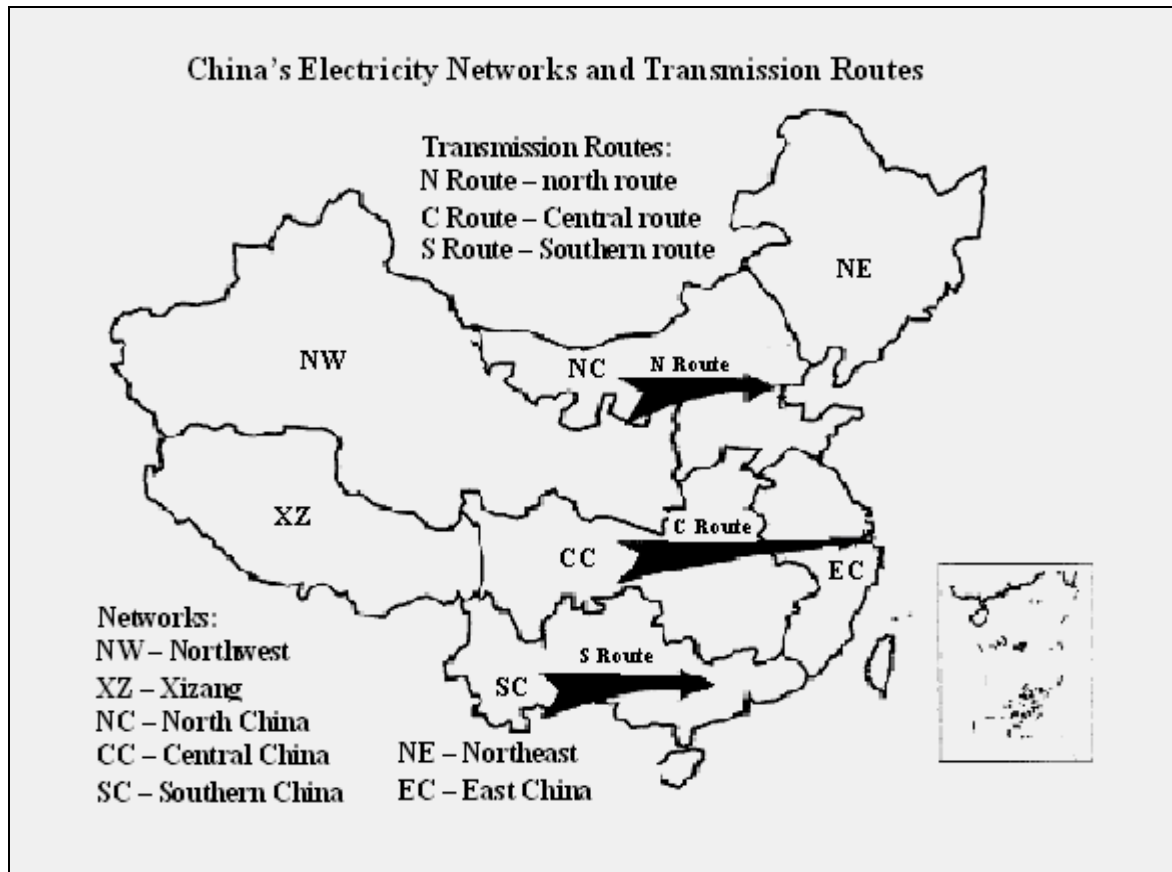 China's Electricity Networks and Transmission Routes
Transmission Routes:
N Route – north route
C Route – Central route
S Route – Southern route
NE
NW
NC
N Route
XZ
C Route
CC
EC
S Route
SC
Networks:
NW – Northwest
XZ – Xizang
NC – North China
CC – Central China
SC – Southern China
NE – Northeast
EC – East China